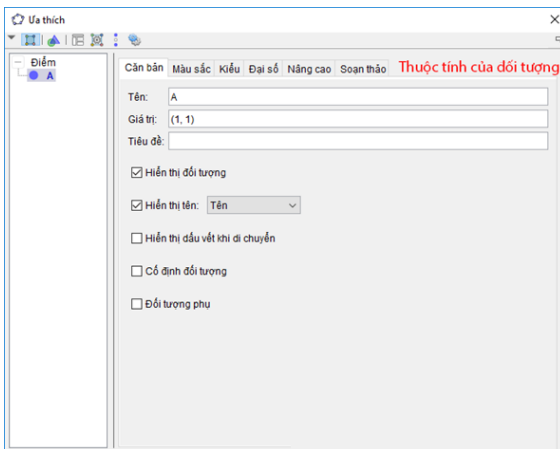 Ưa thích
Điểm
A
Căn bản Màu sắc Kiểu Đại số Nâng cao Soạn thảo
Thuộc tính của dối tượng
Tên: A
Giá trị: (1, 1)
Tiêu đề:
Hiển thị đối tượng
Hiển thị tên: Tên
Hiển thị dấu vết khi di chuyển
Cố định đối tượng
Đối tượng phụ